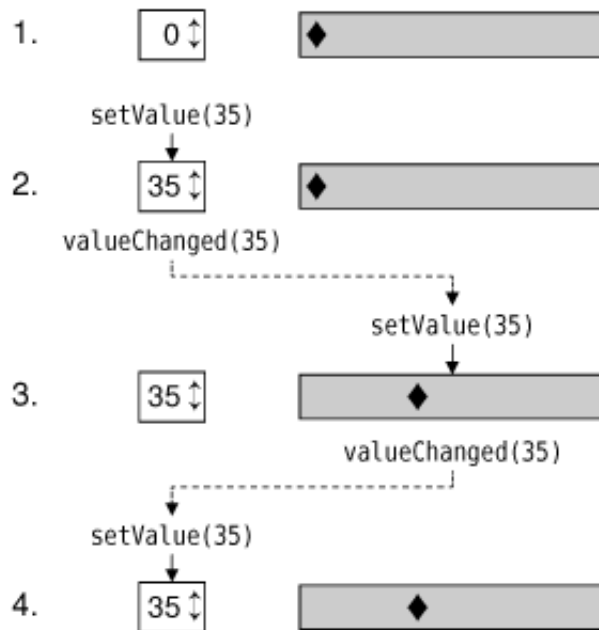 1. 0
setValue(35)
2. 35
valueChanged(35)
setValue(35)
3. 35
valueChanged(35)
setValue(35)
4. 35